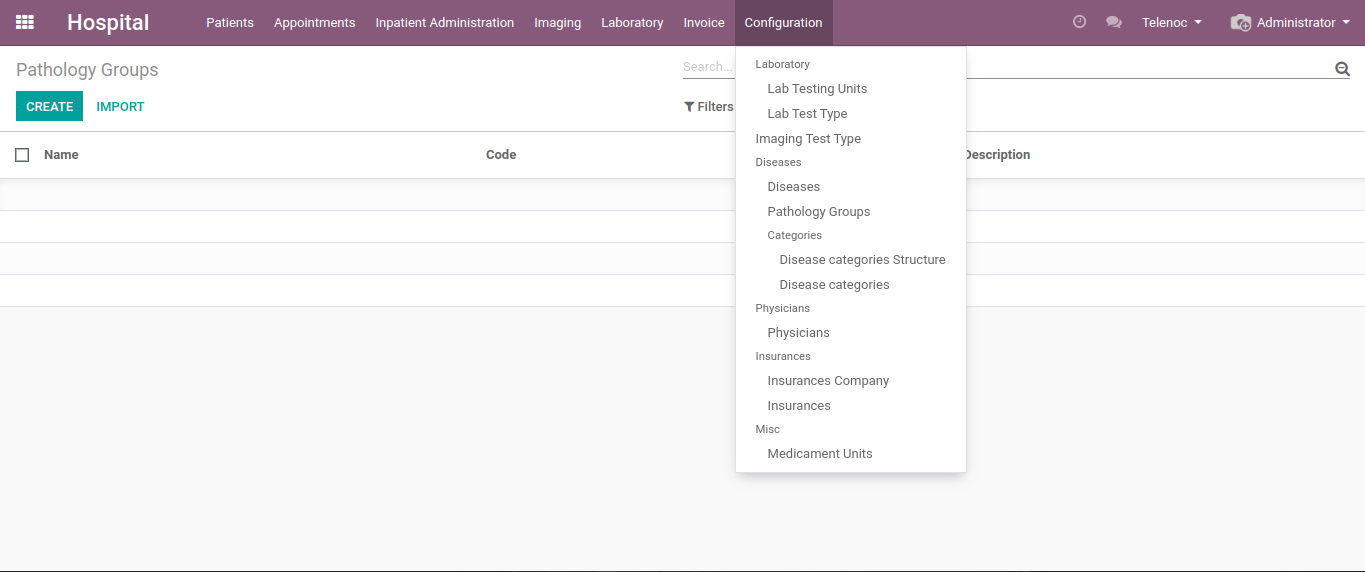 Hospital Patients Appointments Inpatient Administration Imaging Laboratory Invoice Configuration Telenoc Administrator
Pathology Groups
Search...
CREATE IMPORT
Filters
Name Code Description
Laboratory
Lab Testing Units
Lab Test Type
Imaging Test Type
Diseases
Diseases
Pathology Groups
Categories
Disease categories Structure
Disease categories
Physicians
Physicians
Insurances
Insurances Company
Insurances
Misc
Medicament Units